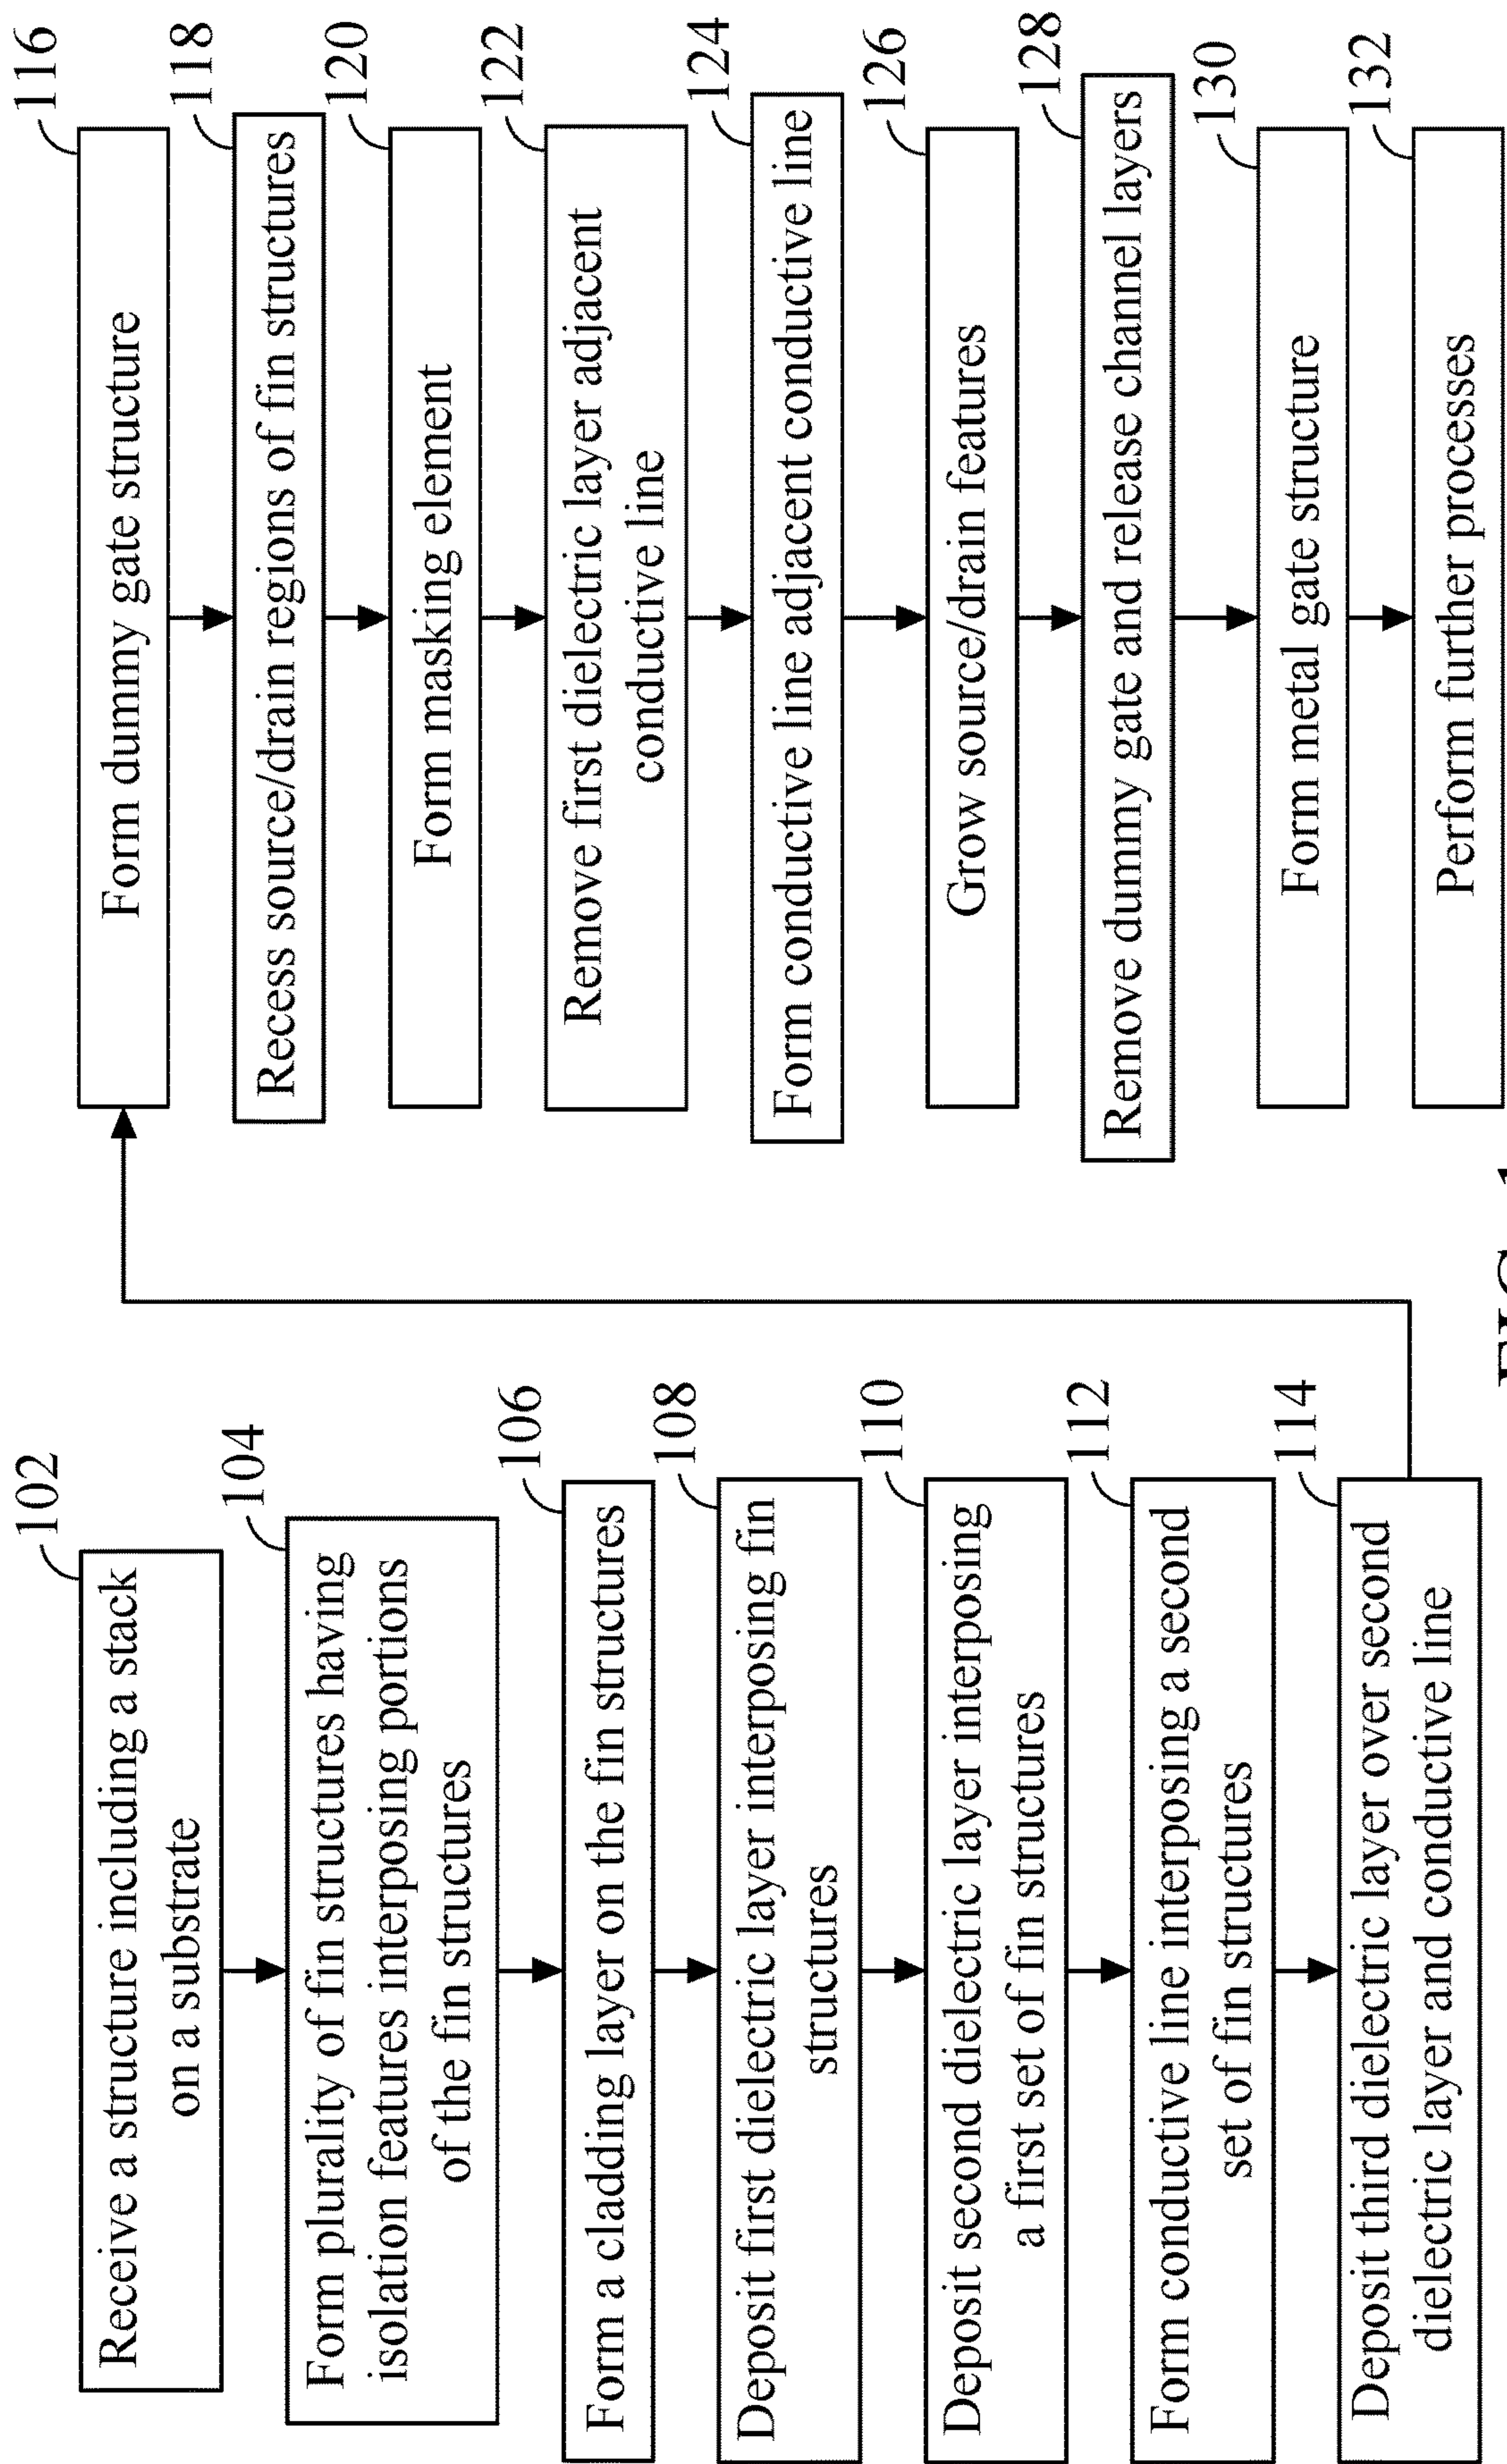 102
Receive a structure including a stack
on a substrate
104
Form plurality of fin structures having
isolation features interposing portions
of the fin structures
106
Form a cladding layer on the fin structures
108
Deposit first dielectric layer interposing fin
structures
110
Deposit second dielectric layer interposing
a first set of fin structures
112
Form conductive line interposing a second
set of fin structures
114
Deposit third dielectric layer over second
dielectric layer and conductive line
116
Form dummy gate structure
118
Recess source/drain regions of fin structures
120
Form masking element
122
Remove first dielectric layer adjacent
conductive line
124
Form conductive line adjacent conductive line
126
Grow source/drain features
128
Remove dummy gate and release channel layers
130
Form metal gate structure
132
Perform further processes